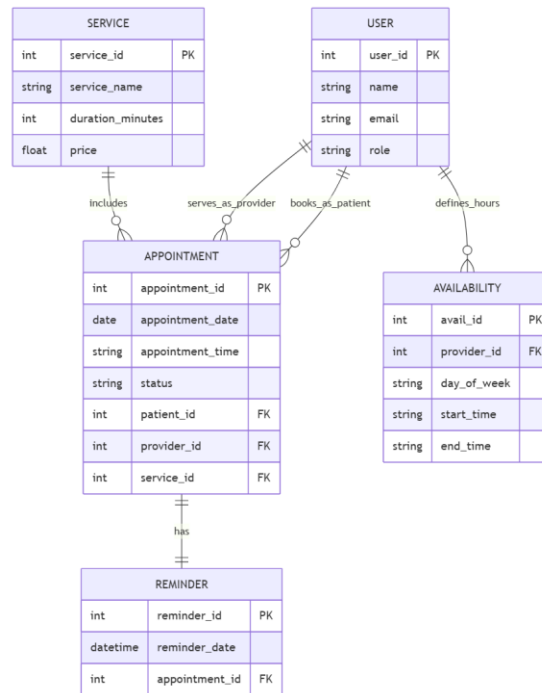 SERVICE
int service_id PK
string service_name
int duration_minutes
float price
USER
int user_id PK
string name
string email
string role
includes
serves_as_provider
books_as_patient
defines_hours
APPOINTMENT
int appointment_id PK
date appointment_date
string appointment_time
string status
int patient_id FK
int provider_id FK
int service_id FK
AVAILABILITY
int avail_id PK
int provider_id FK
string day_of_week
string start_time
string end_time
has
REMINDER
int reminder_id PK
datetime reminder_date
int appointment_id FK